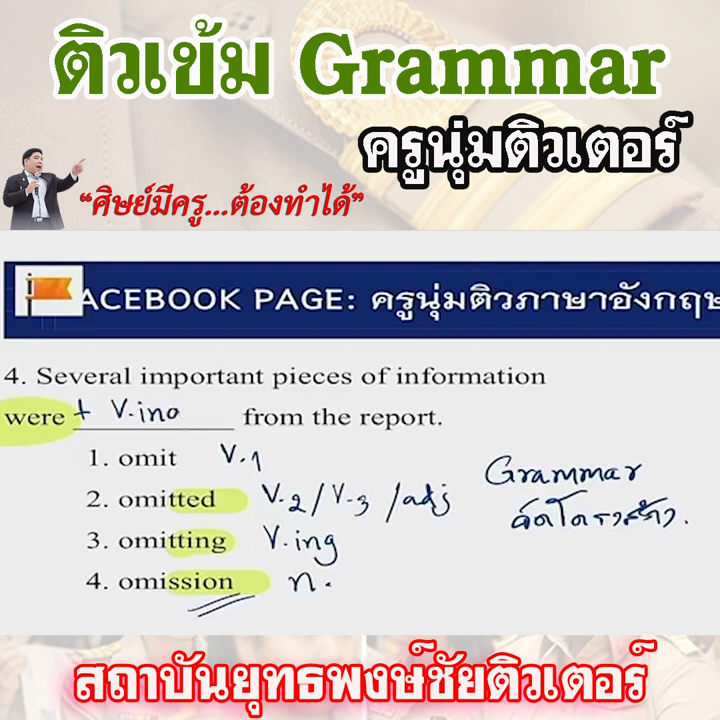 ติวเข้ม Grammar
ครูนุ่มติวเตอร์
“ศิษย์มีครู...ต้องทำได้”
ACEBOOK PAGE: ครูนุ่มติวภาษาอังกฤษ
4. Several important pieces of information
were + V.ing from the report.
1. omit V.1
2. omitted V.2/V.3/adj
3. omitting V.ing
4. omission n.
Grammar
สถาบันยุทธพงษ์ชัยติวเตอร์